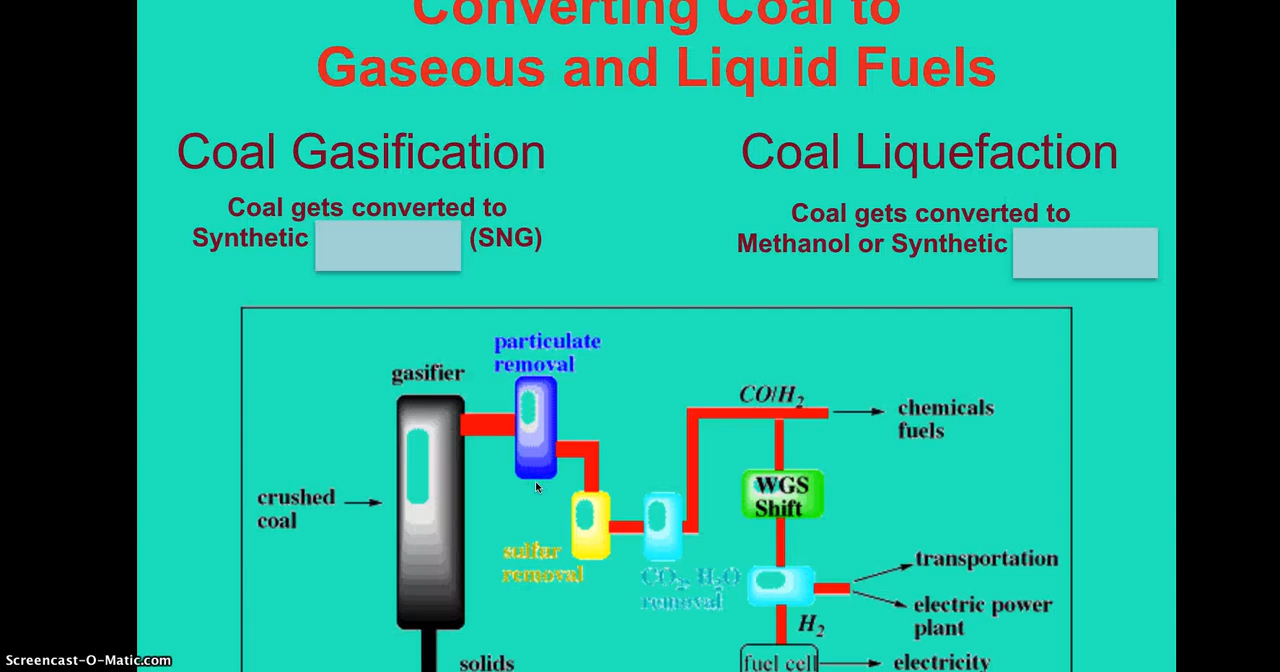 Converting Coal to
Gaseous and Liquid Fuels
Coal Gasification
Coal gets converted to
Synthetic (SNG)
Coal Liquefaction
Coal gets converted to
Methanol or Synthetic
particulate
removal
gasifier
crushed
coal
sulfur
removal
CO₂, H₂O
removal
CO/H₂
chemicals
fuels
WGS
Shift
transportation
electric power
plant
H₂
fuel cell
electricity
solids
Screencast-O-Matic.com